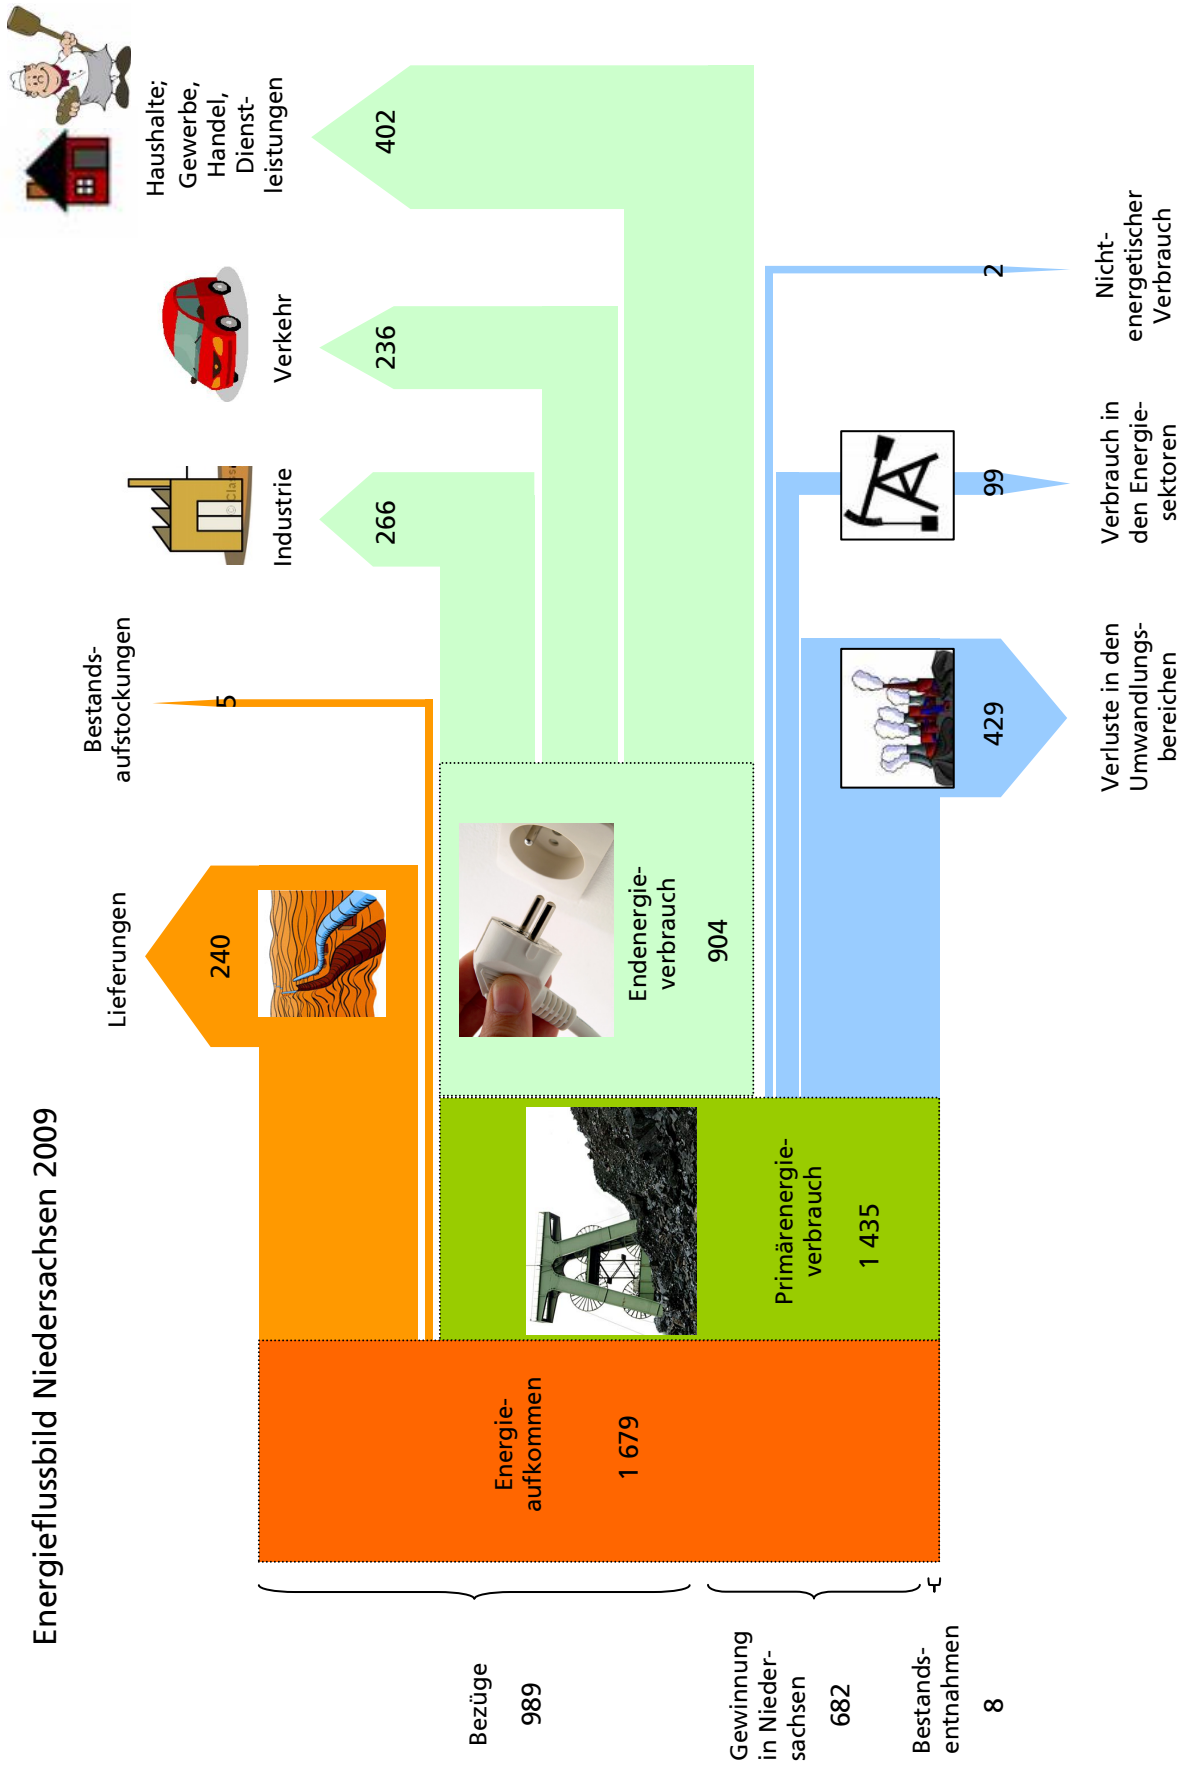 Energieflussbild Niedersachsen 2009
Bezüge
989
Gewinnung
in Nieder-
sachsen
682
Bestands-
entnahmen
8
Energie-
aufkommen
1 679
Lieferungen
240
Bestands-
aufstockungen
5
Primärenergie-
verbrauch
1 435
Endenergie-
verbrauch
904
Industrie
266
Verkehr
236
Haushalte;
Gewerbe,
Handel,
Dienst-
leistungen
402
429
Verluste in den
Umwandlungs-
bereichen
99
Verbrauch in
den Energie-
sektoren
2
Nicht-
energetischer
Verbrauch
© Class